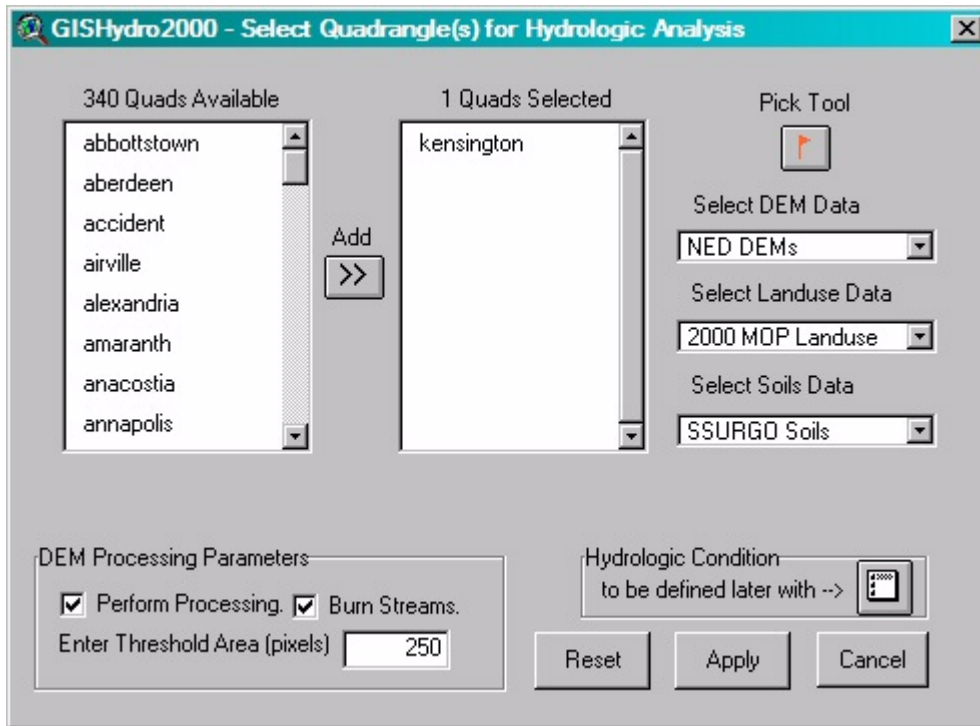 GISHydro2000 - Select Quadrangle(s) for Hydrologic Analysis
340 Quads Available
abbottstown
aberdeen
accident
airville
alexandria
amaranth
anacostia
annapolis
Add
>>
1 Quads Selected
kensington
Pick Tool
Select DEM Data
NED DEMs
Select Landuse Data
2000 MOP Landuse
Select Soils Data
SSURGO Soils
DEM Processing Parameters
Perform Processing. Burn Streams.
Enter Threshold Area (pixels) 250
Hydrologic Condition
to be defined later with -->
Reset Apply Cancel